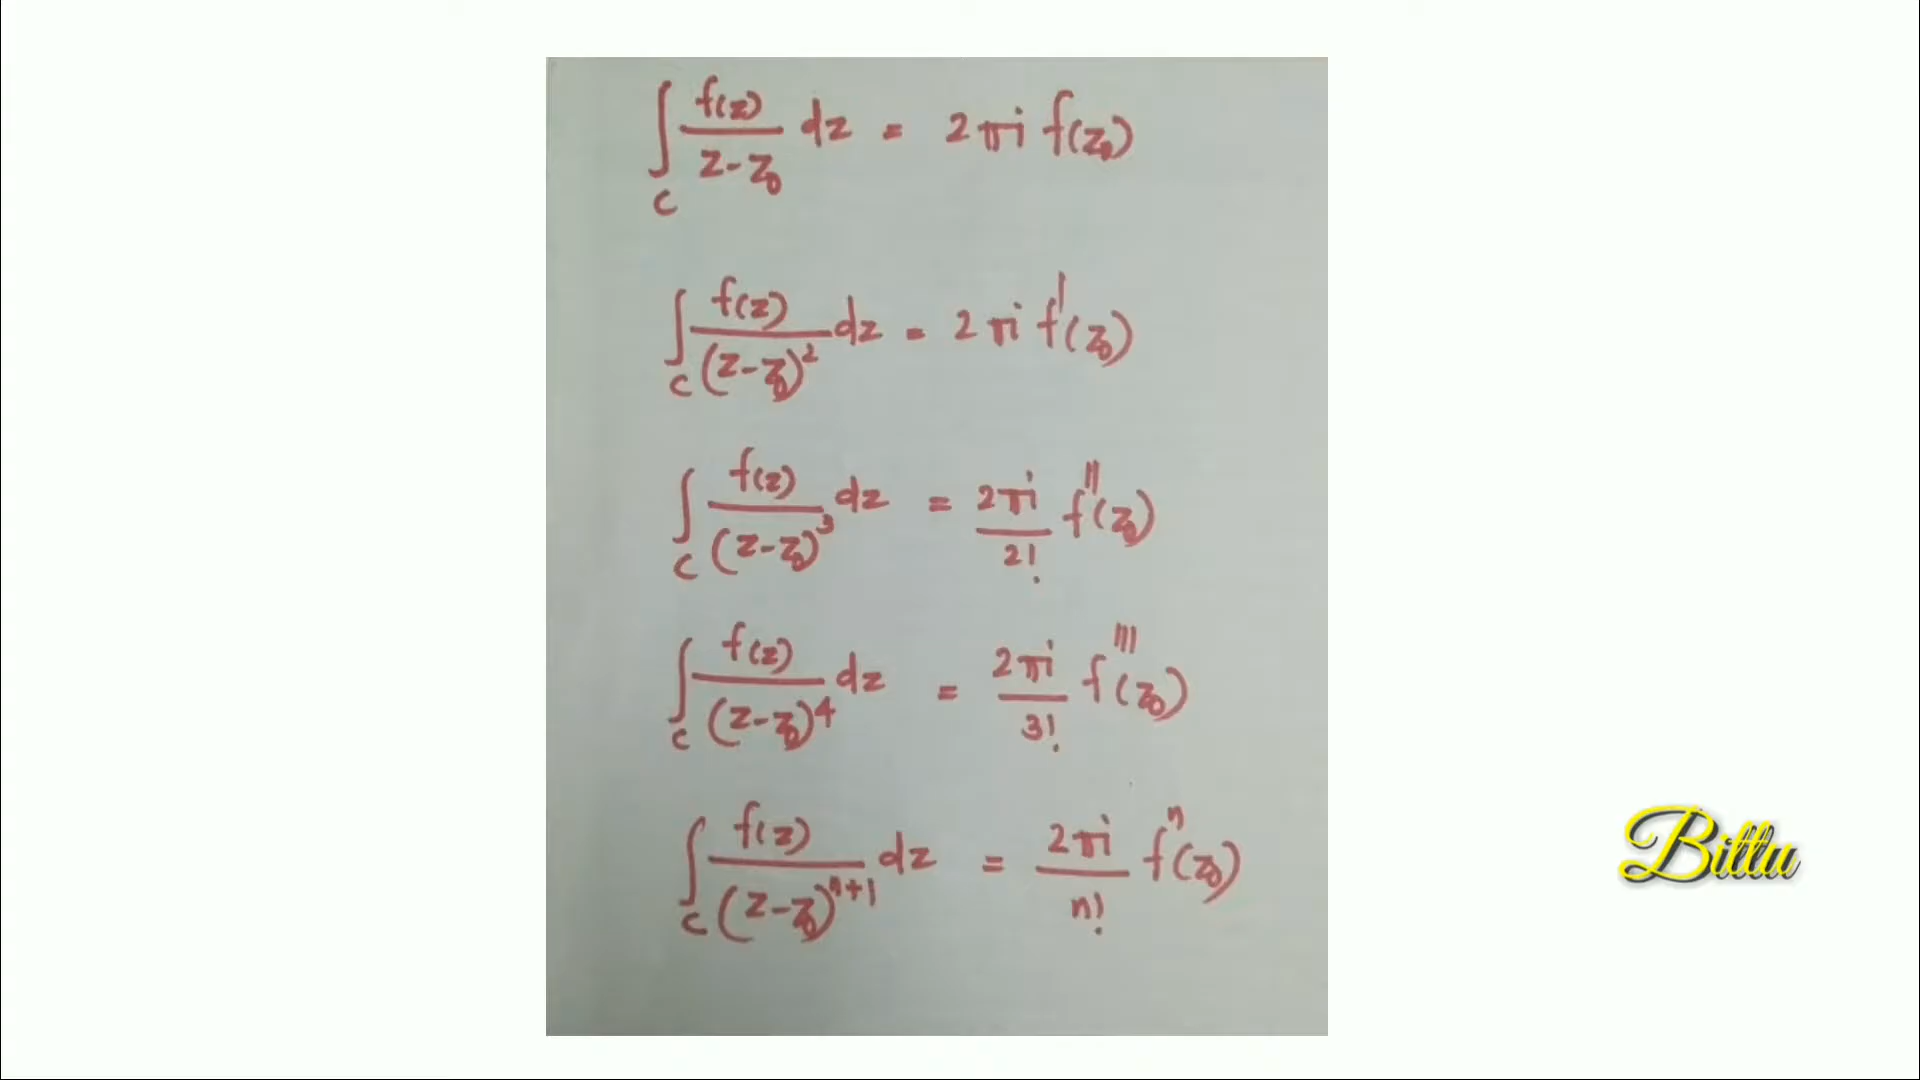 ∫_C f(z)/(z-z₀) dz = 2πi f(z₀)
∫_C f(z)/(z-z₀)² dz = 2πi f'(z₀)
∫_C f(z)/(z-z₀)³ dz = 2πi/2! f''(z₀)
∫_C f(z)/(z-z₀)⁴ dz = 2πi/3! f'''(z₀)
∫_C f(z)/(z-z₀)ⁿ⁺¹ dz = 2πi/n! fⁿ(z₀)
Bittu